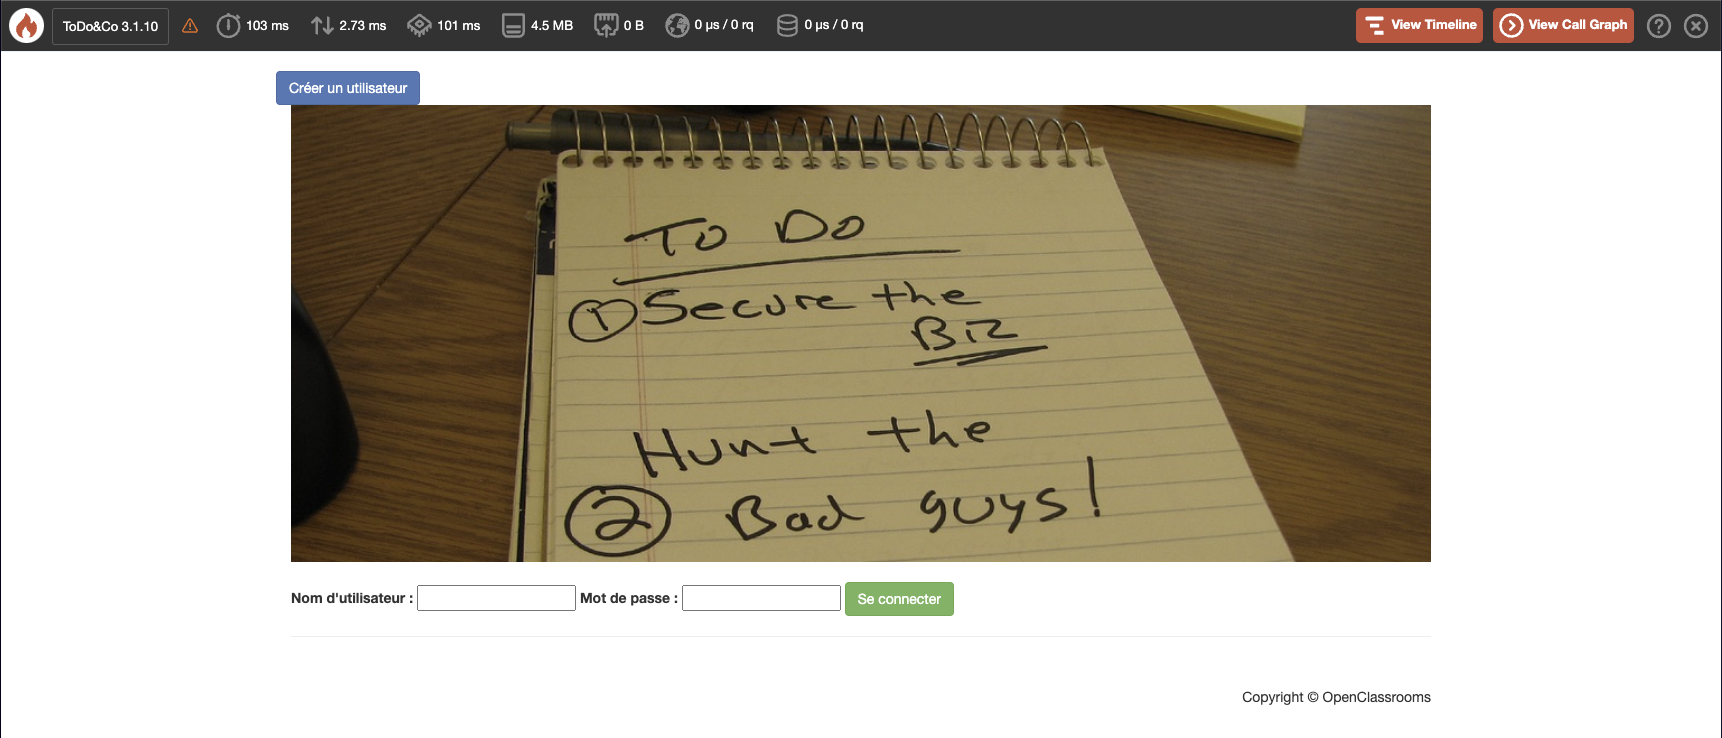 ToDo&Co 3.1.10 103 ms 2.73 ms 101 ms 4.5 MB 0 B 0 µs / 0 rq 0 µs / 0 rq View Timeline View Call Graph
Créer un utilisateur
To Do
1 Secure the
Biz
Hunt the
2 Bad guys!
Nom d'utilisateur : Mot de passe : Se connecter
Copyright © OpenClassrooms